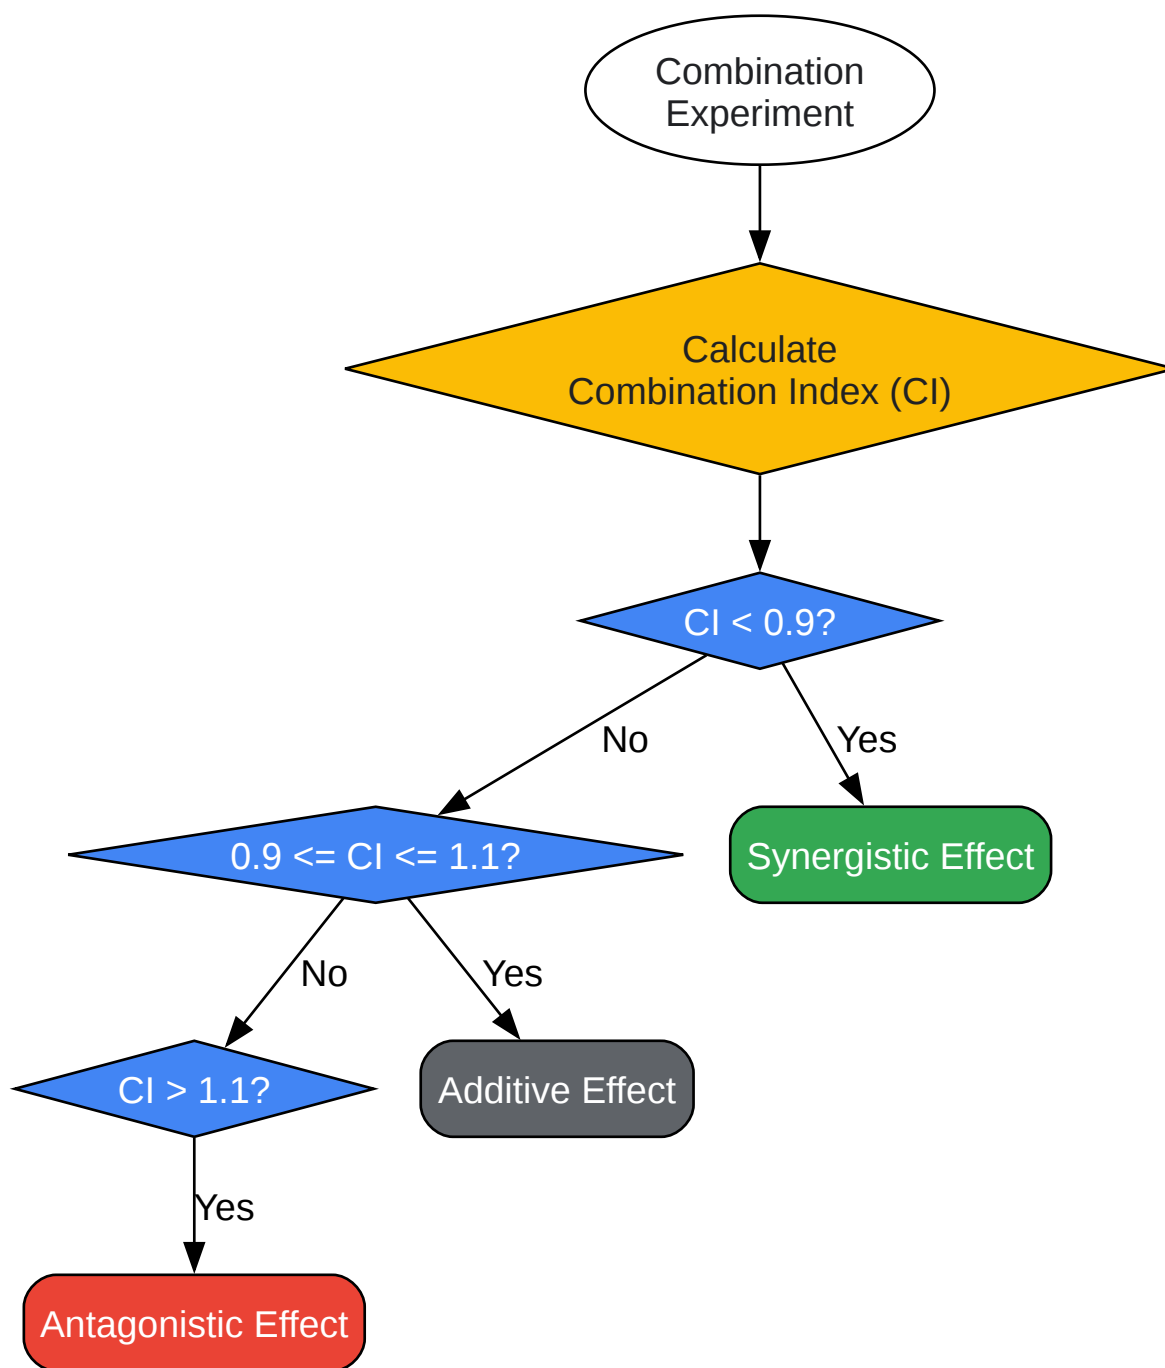 Combination
Experiment
Calculate
Combination Index (CI)
CI < 0.9?
No
Yes
0.9 <= CI <= 1.1?
Synergistic Effect
No
Yes
CI > 1.1?
Additive Effect
Yes
Antagonistic Effect